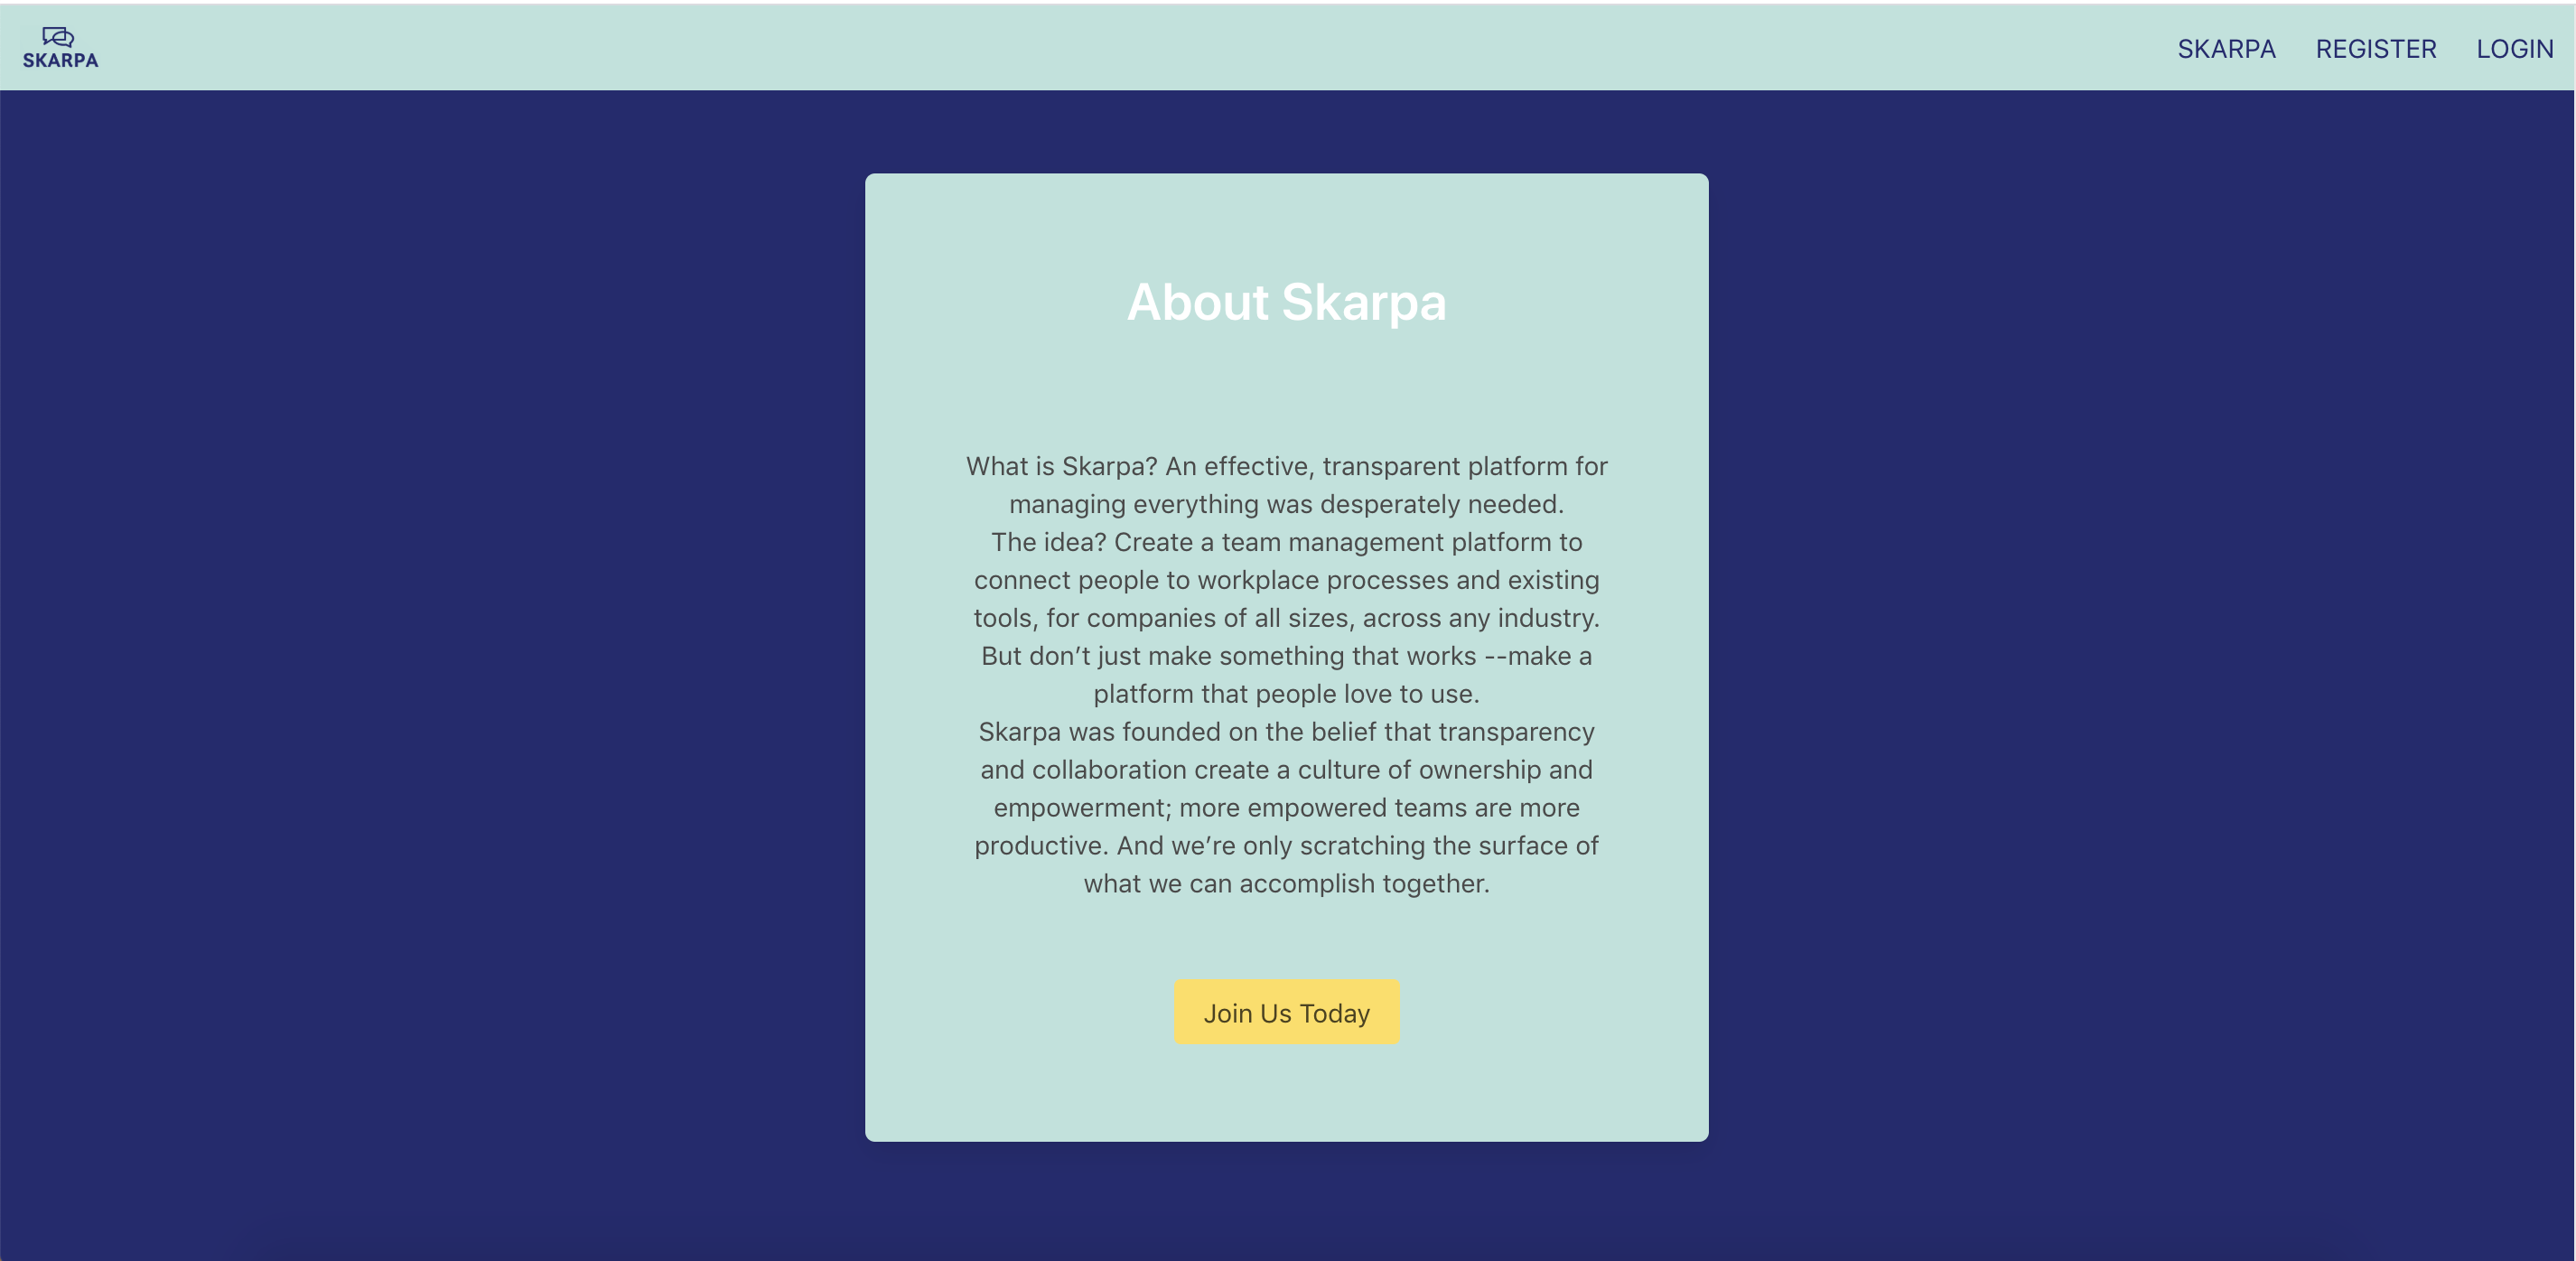 SKARPA
SKARPA REGISTER LOGIN
About Skarpa
What is Skarpa? An effective, transparent platform for
managing everything was desperately needed.
The idea? Create a team management platform to
connect people to workplace processes and existing
tools, for companies of all sizes, across any industry.
But don’t just make something that works --make a
platform that people love to use.
Skarpa was founded on the belief that transparency
and collaboration create a culture of ownership and
empowerment; more empowered teams are more
productive. And we’re only scratching the surface of
what we can accomplish together.
Join Us Today